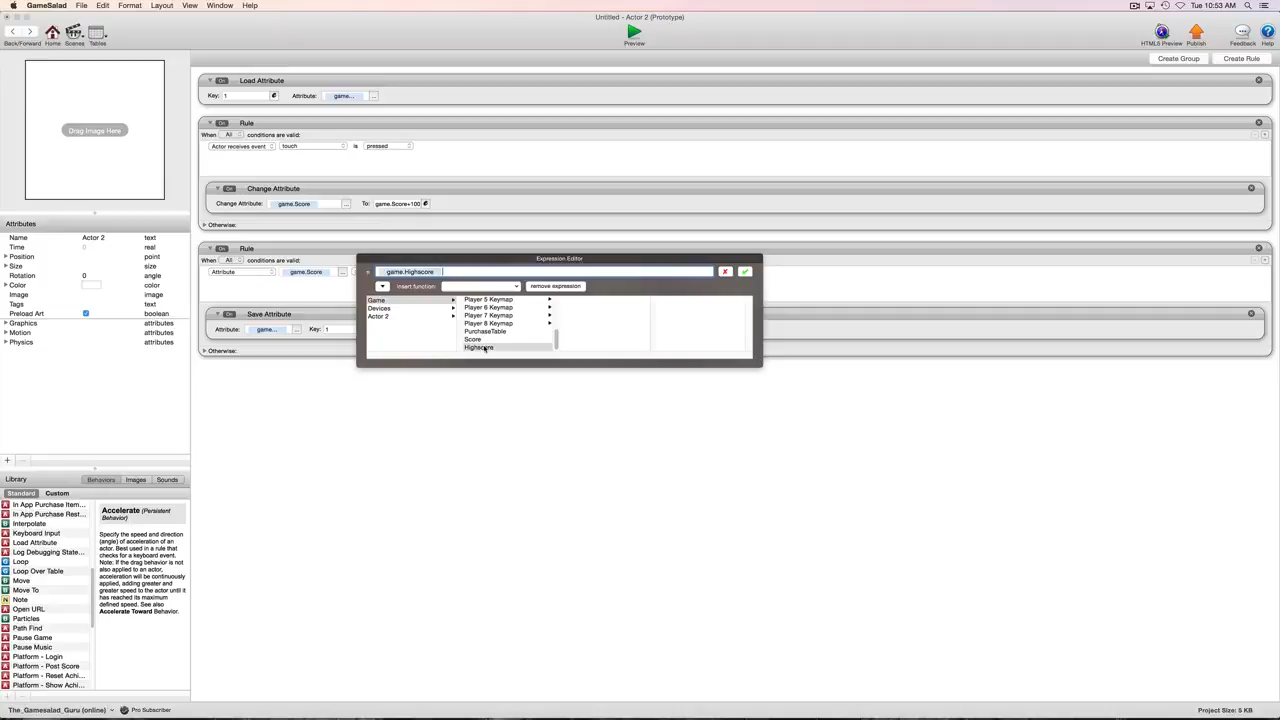 GameSalad File Edit Format Layout View Window Help Tue 10:53 AM
Untitled - Actor 2 (Prototype)
Back/Forward Home Scenes Tables Preview HTML5 Preview Publish Feedback Help
Create Group Create Rule
Drag Image Here
On Load Attribute
Key: 1 Attribute: game... ...
On Rule
When All conditions are valid:
Actor receives event touch is pressed
On Change Attribute
Change Attribute: game.Score ... To: game.Score+100
Otherwise:
On Rule
When All conditions are valid:
Attribute game.Score ...
On Save Attribute
Attribute: game... ... Key: 1
Otherwise:
Expression Editor
= game.Highscore
Insert function: remove expression
Game
Devices
Actor 2
Player 5 Keymap
Player 6 Keymap
Player 7 Keymap
Player 8 Keymap
PurchaseTable
Score
Highscore
Attributes
Name Actor 2 text
Time 0 real
Position point
Size size
Rotation 0 angle
Color color
Image image
Tags text
Preload Art boolean
Graphics attributes
Motion attributes
Physics attributes
Library Behaviors Images Sounds
Standard Custom
In App Purchase Item...
In App Purchase Rest...
Interpolate
Keyboard Input
Load Attribute
Log Debugging State...
Loop
Loop Over Table
Move
Move To
Note
Open URL
Particles
Path Find
Pause Game
Pause Music
Platform - Login
Platform - Post Score
Platform - Reset Achi...
Platform - Show Achi...
Accelerate (Persistent
Behavior)
Specify the speed and direction
(angle) of acceleration of an
actor. Best used in a rule that
checks for a keyboard event.
Note: If the drag behavior is not
also applied to an actor,
acceleration will be continuously
applied, adding greater and
greater speed to the actor until it
has reached its maximum
defined speed. See also
Accelerate Toward Behavior.
The_Gamesalad_Guru (online) Pro Subscriber Project Size: 5 KB